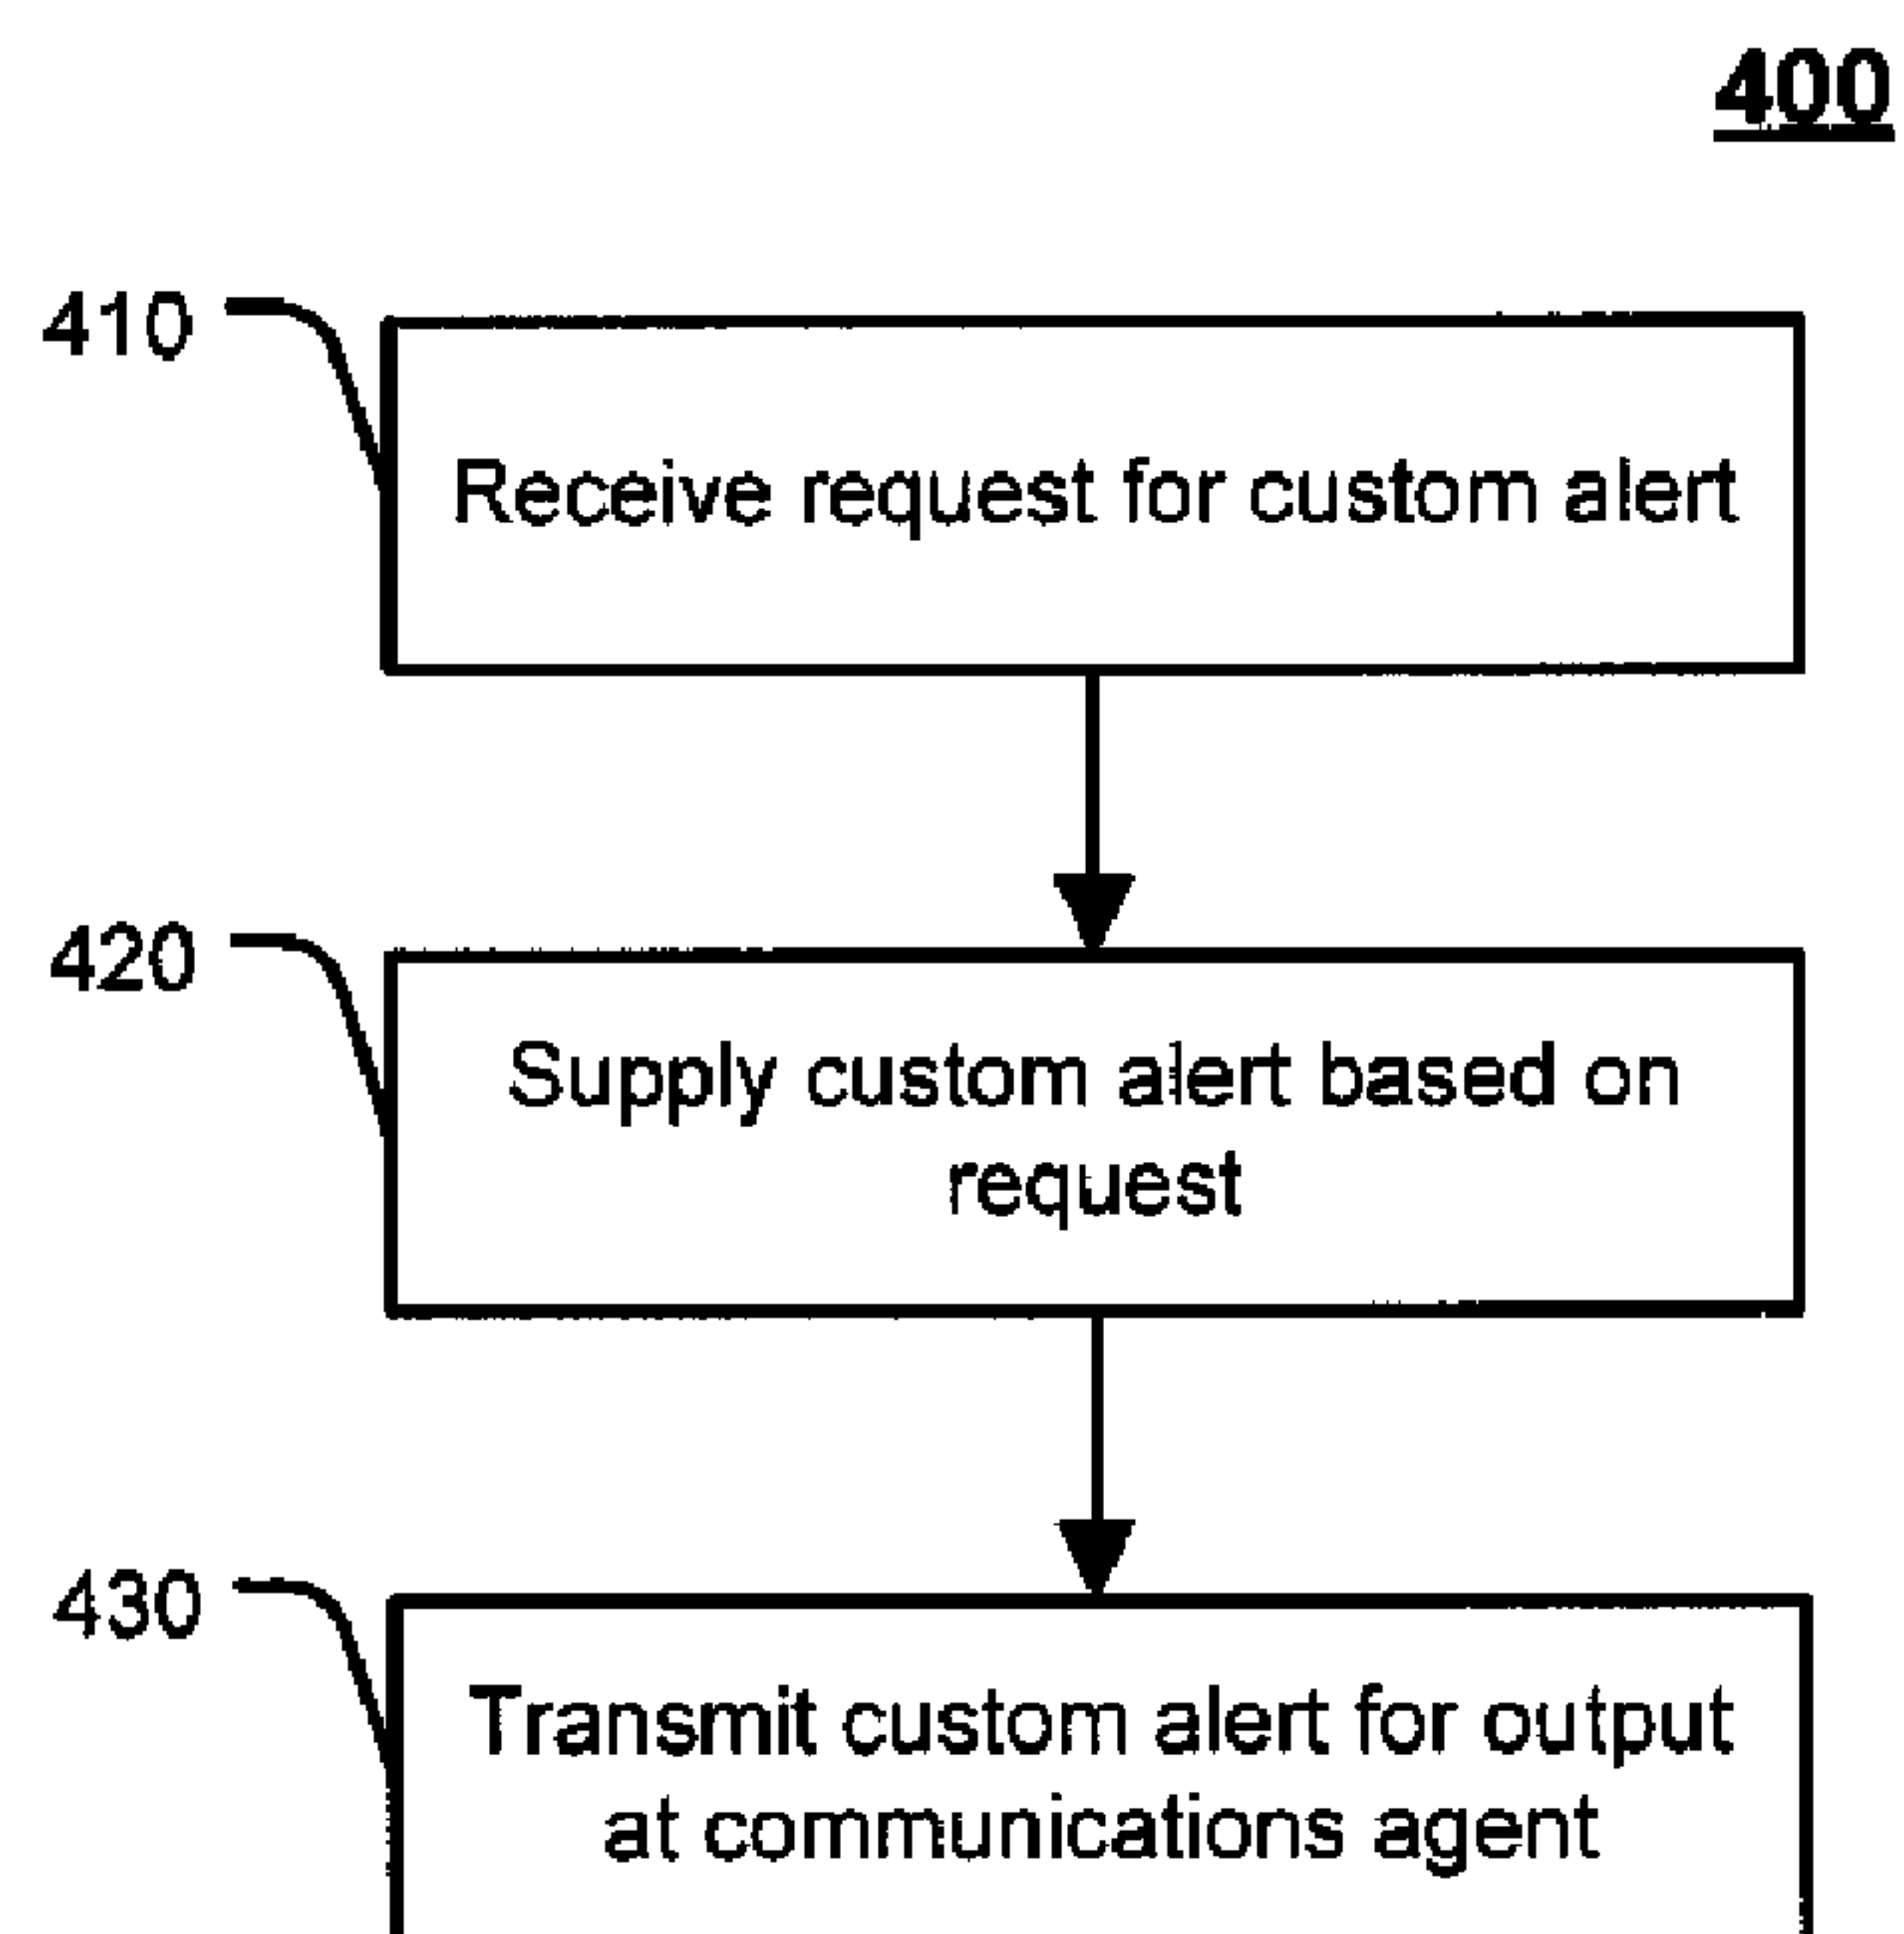 400
410
Receive request for custom alert
420
Supply custom alert based on
request
430
Transmit custom alert for output
at communications agent